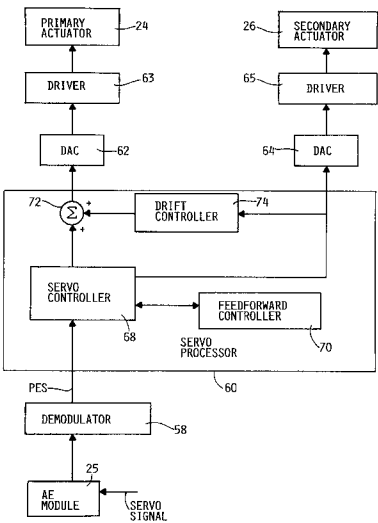 PRIMARY
ACTUATOR
24
26
SECONDARY
ACTUATOR
DRIVER
63
65
DRIVER
DAC
62
64
DAC
72
+
Σ
+
DRIFT
CONTROLLER
74
SERVO
CONTROLLER
68
FEEDFORWARD
CONTROLLER
70
SERVO
PROCESSOR
60
PES
DEMODULATOR
58
25
AE
MODULE
SERVO
SIGNAL